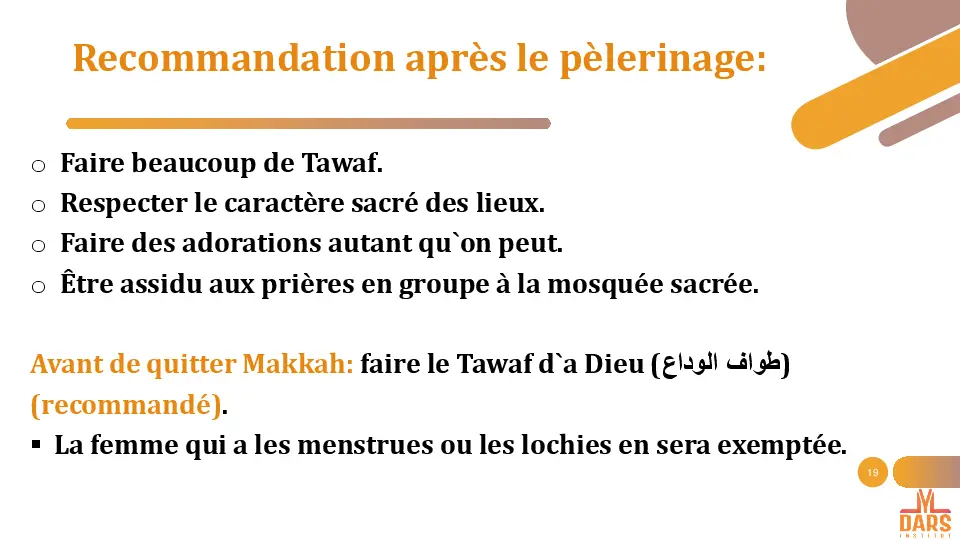 Recommandation après le pèlerinage:
o Faire beaucoup de Tawaf.
o Respecter le caractère sacré des lieux.
o Faire des adorations autant qu`on peut.
o Être assidu aux prières en groupe à la mosquée sacrée.
Avant de quitter Makkah: faire le Tawaf d`a Dieu (طواف الوداع)
(recommandé).
▪ La femme qui a les menstrues ou les lochies en sera exemptée.
19
DARS
INSTITUT